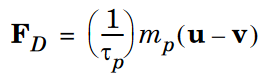 F_D = (1/τ_p) m_p(u – v)